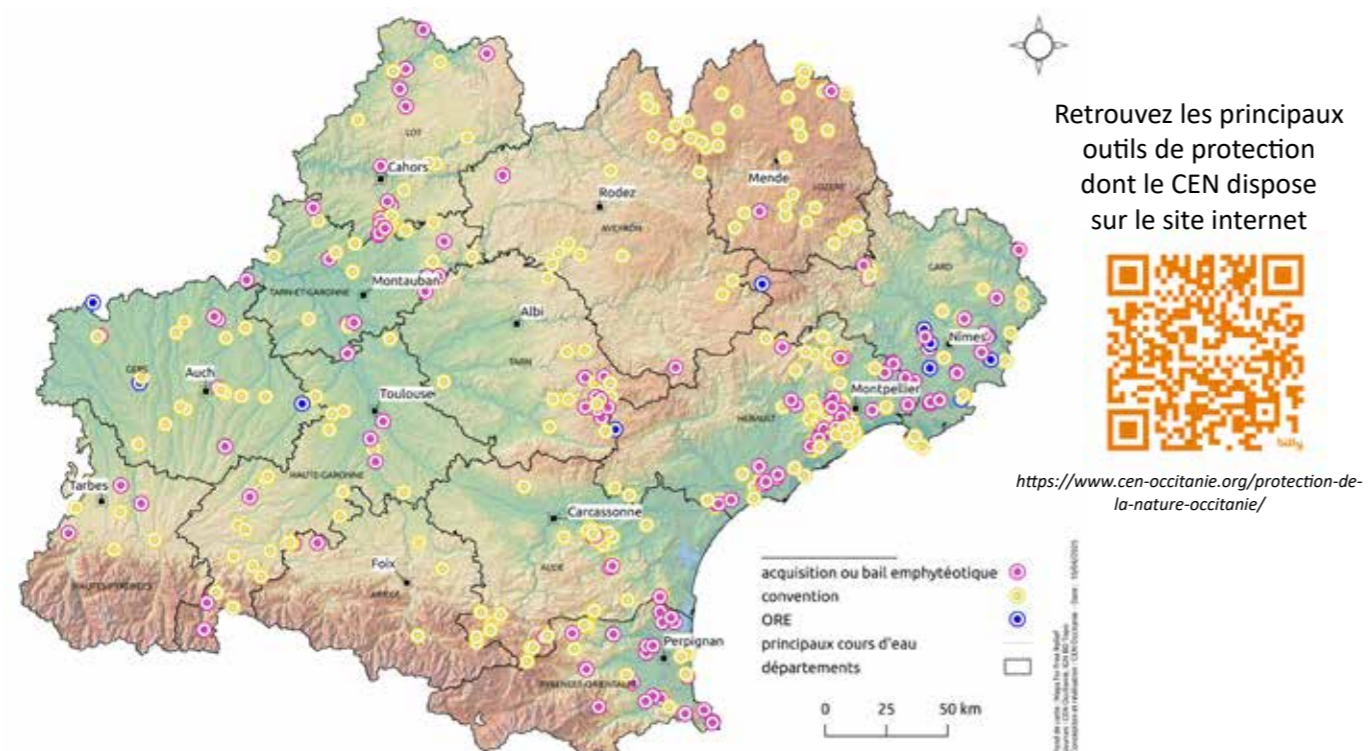 LOT
Cahors
Rodez
AVEYRON
Mende
LOZERE
GARD
TARN-ET-GARONNE
Montauban
Albi
TARN
Nîmes
GERS
Auch
Toulouse
Montpellier
HERAULT
HAUTE-GARONNE
Tarbes
Carcassonne
Foix
AUDE
HAUTES-PYRENEES
ARIEGE
Perpignan
PYRENEES-ORIENTALES
acquisition ou bail emphytéotique
convention
ORE
principaux cours d'eau
départements
0 25 50 km
Retrouvez les principaux
outils de protection
dont le CEN dispose
sur le site internet
bitly
https://www.cen-occitanie.org/protection-de-
la-nature-occitanie/